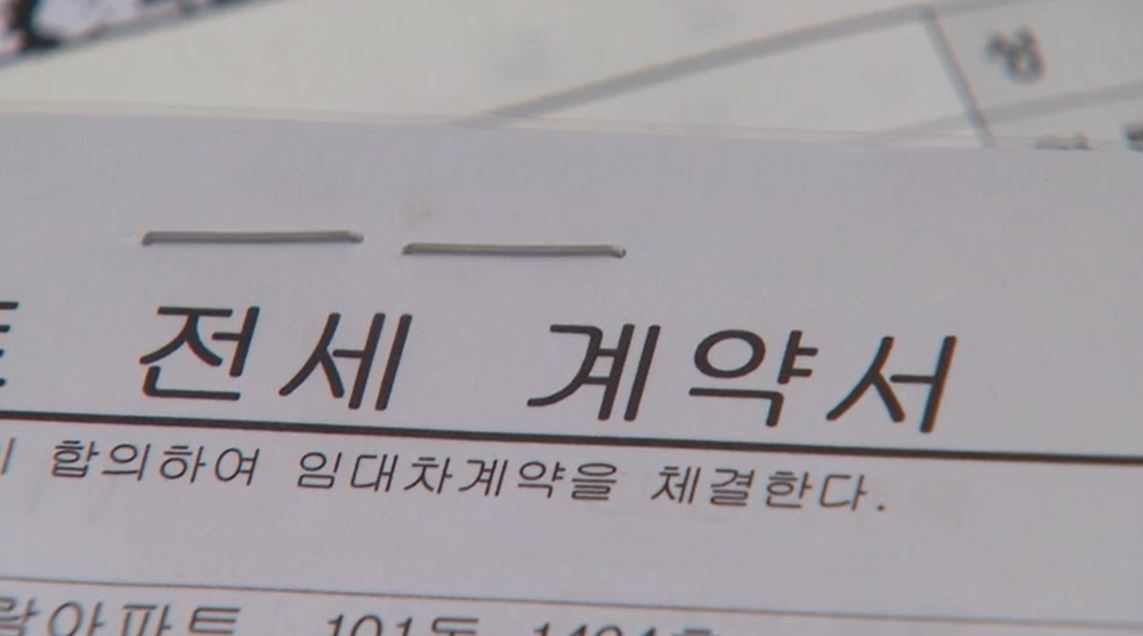 전세 계약서
합의하여 임대차계약을 체결한다.
아파트 101동